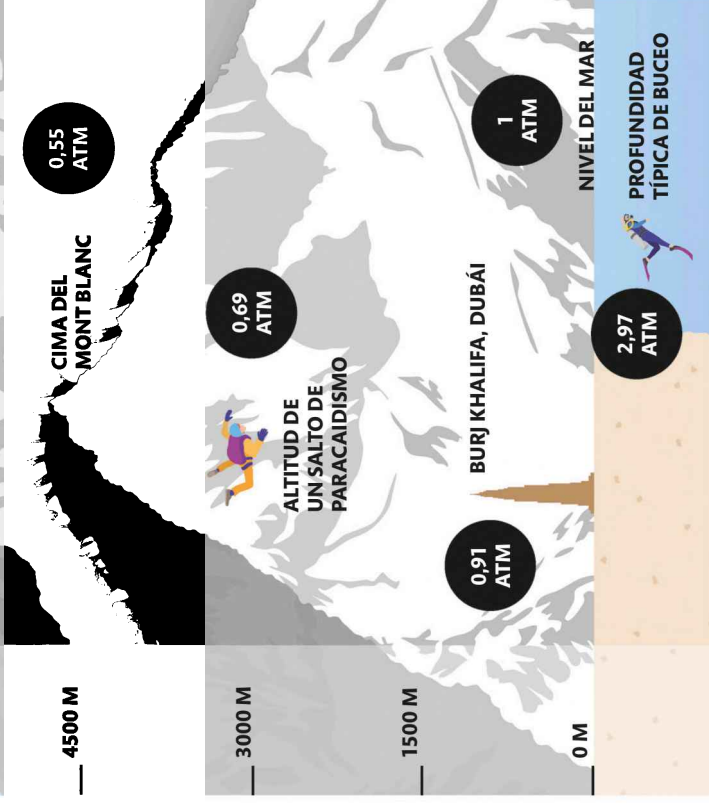 4500 M
CIMA DEL
MONT BLANC
0,55
ATM
3000 M
ALTITUD DE
UN SALTO DE
PARACAIDISMO
0,69
ATM
1500 M
0,91
ATM
BURJ KHALIFA, DUBÁI
1
ATM
0 M
NIVEL DEL MAR
2,97
ATM
PROFUNDIDAD
TÍPICA DE BUCEO